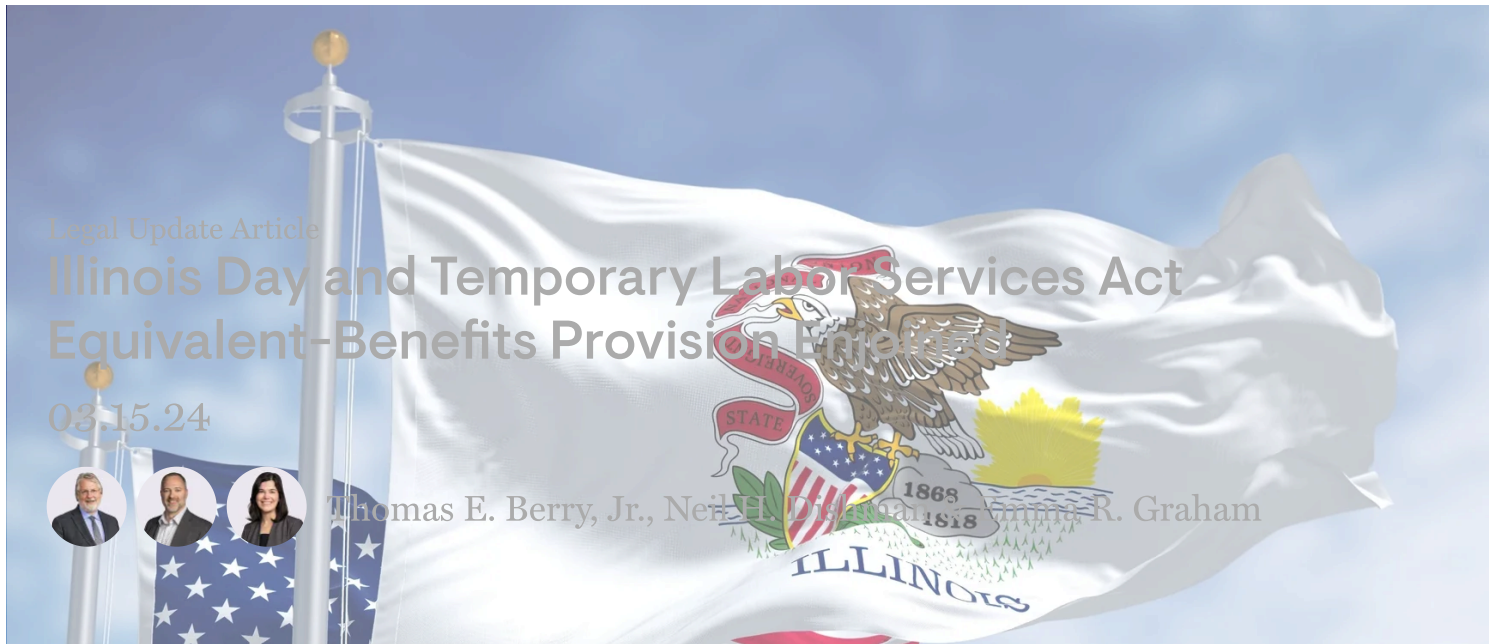 Legal Update Article
Illinois Day and Temporary Labor Services Act
Equivalent-Benefits Provision Enjoined
03.15.24
Thomas E. Berry, Jr., Neil H. Dishman, Emma R. Graham
SOVEREIGNTY
STATE
1868
1818
ILLINOIS